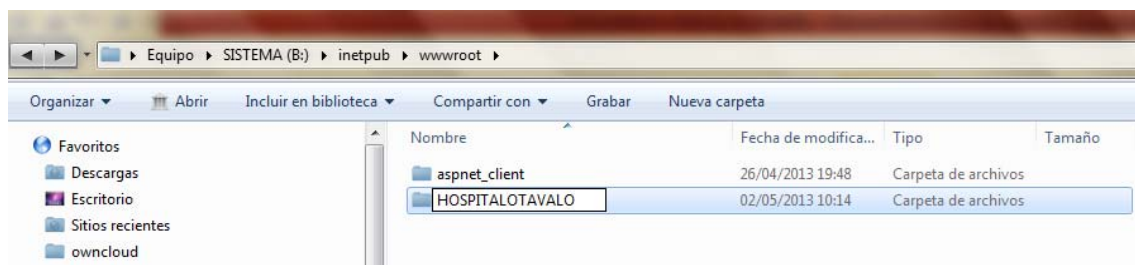 Equipo SISTEMA (B:) inetpub wwwroot
Organizar Abrir Incluir en biblioteca Compartir con Grabar Nueva carpeta
Favoritos
Descargas
Escritorio
Sitios recientes
owncloud
Nombre Fecha de modifica... Tipo Tamaño
aspnet_client 26/04/2013 19:48 Carpeta de archivos
HOSPITALOTAVALO 02/05/2013 10:14 Carpeta de archivos